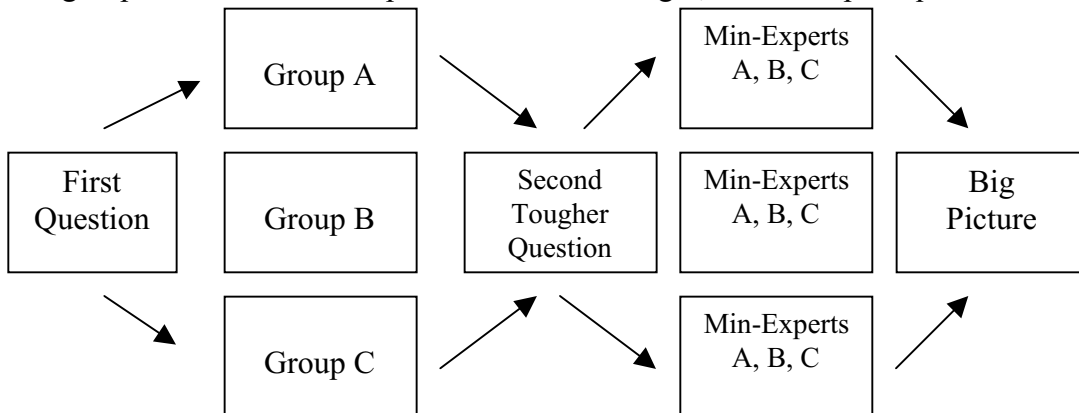 Group A
Min-Experts
A, B, C
First
Question
Group B
Second
Tougher
Question
Min-Experts
A, B, C
Big
Picture
Group C
Min-Experts
A, B, C